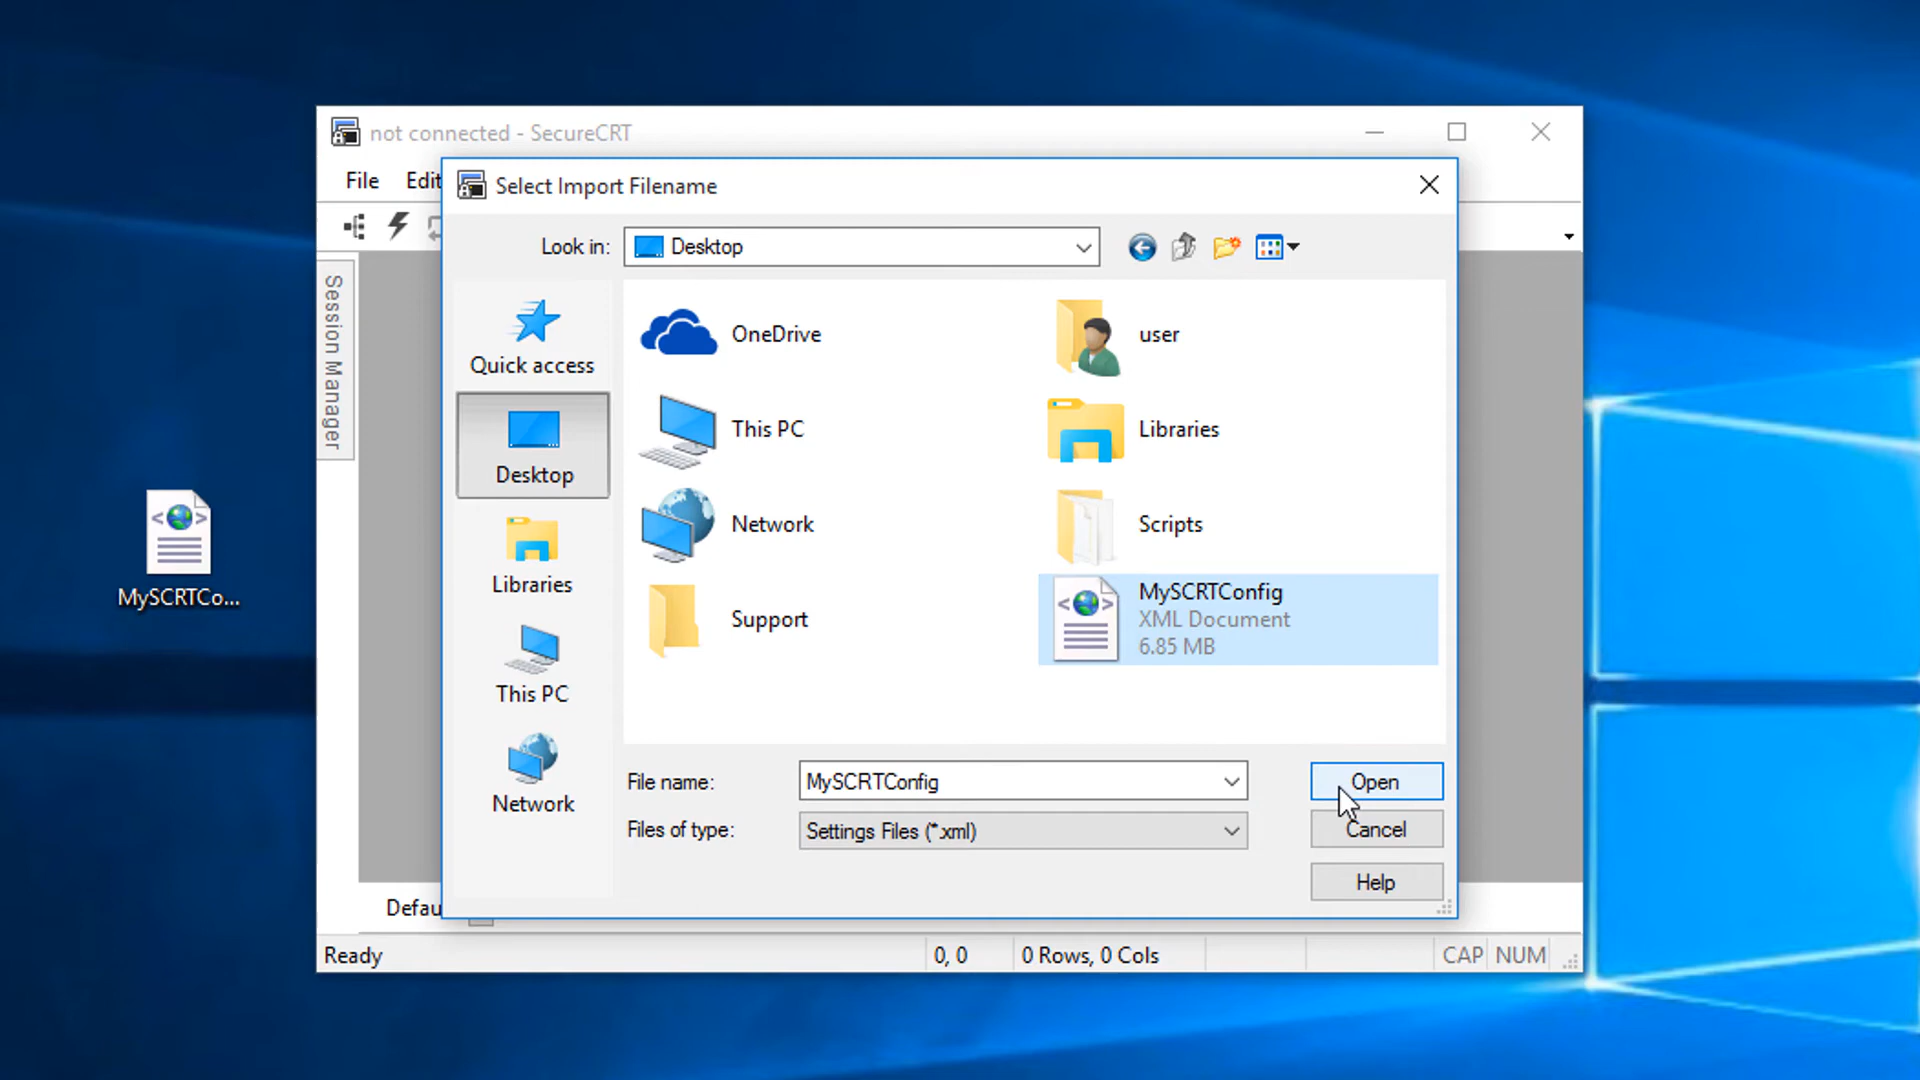 not connected - SecureCRT
File Edit
Select Import Filename
Look in: Desktop
Session Manager
Quick access
Desktop
Libraries
This PC
Network
OneDrive
user
This PC
Libraries
Network
Scripts
Support
MySCRTConfig
XML Document
6.85 MB
MySCRTCo...
File name: MySCRTConfig Open
Files of type: Settings Files (*.xml) Cancel
Help
Defau
Ready 0, 0 0 Rows, 0 Cols CAP NUM